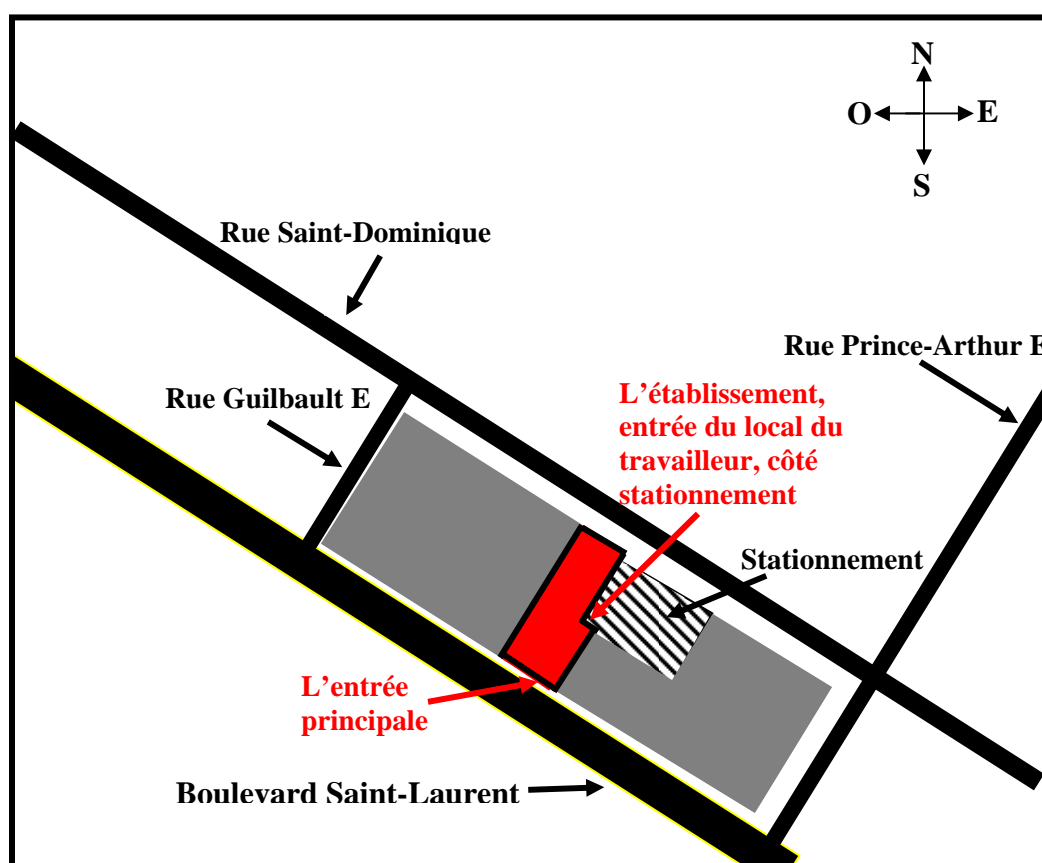 N
O E
S
Rue Saint-Dominique
Rue Prince-Arthur E
Rue Guilbault E
L'établissement,
entrée du local du
travailleur, côté
stationnement
Stationnement
L'entrée
principale
Boulevard Saint-Laurent